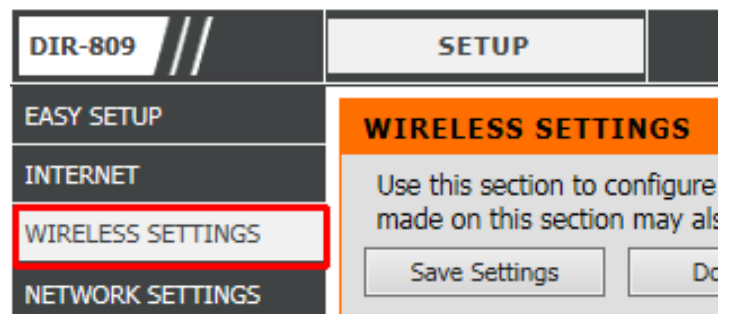 DIR-809
SETUP
EASY SETUP
INTERNET
WIRELESS SETTINGS
NETWORK SETTINGS
WIRELESS SETTINGS
Use this section to configure
made on this section may
Save Settings